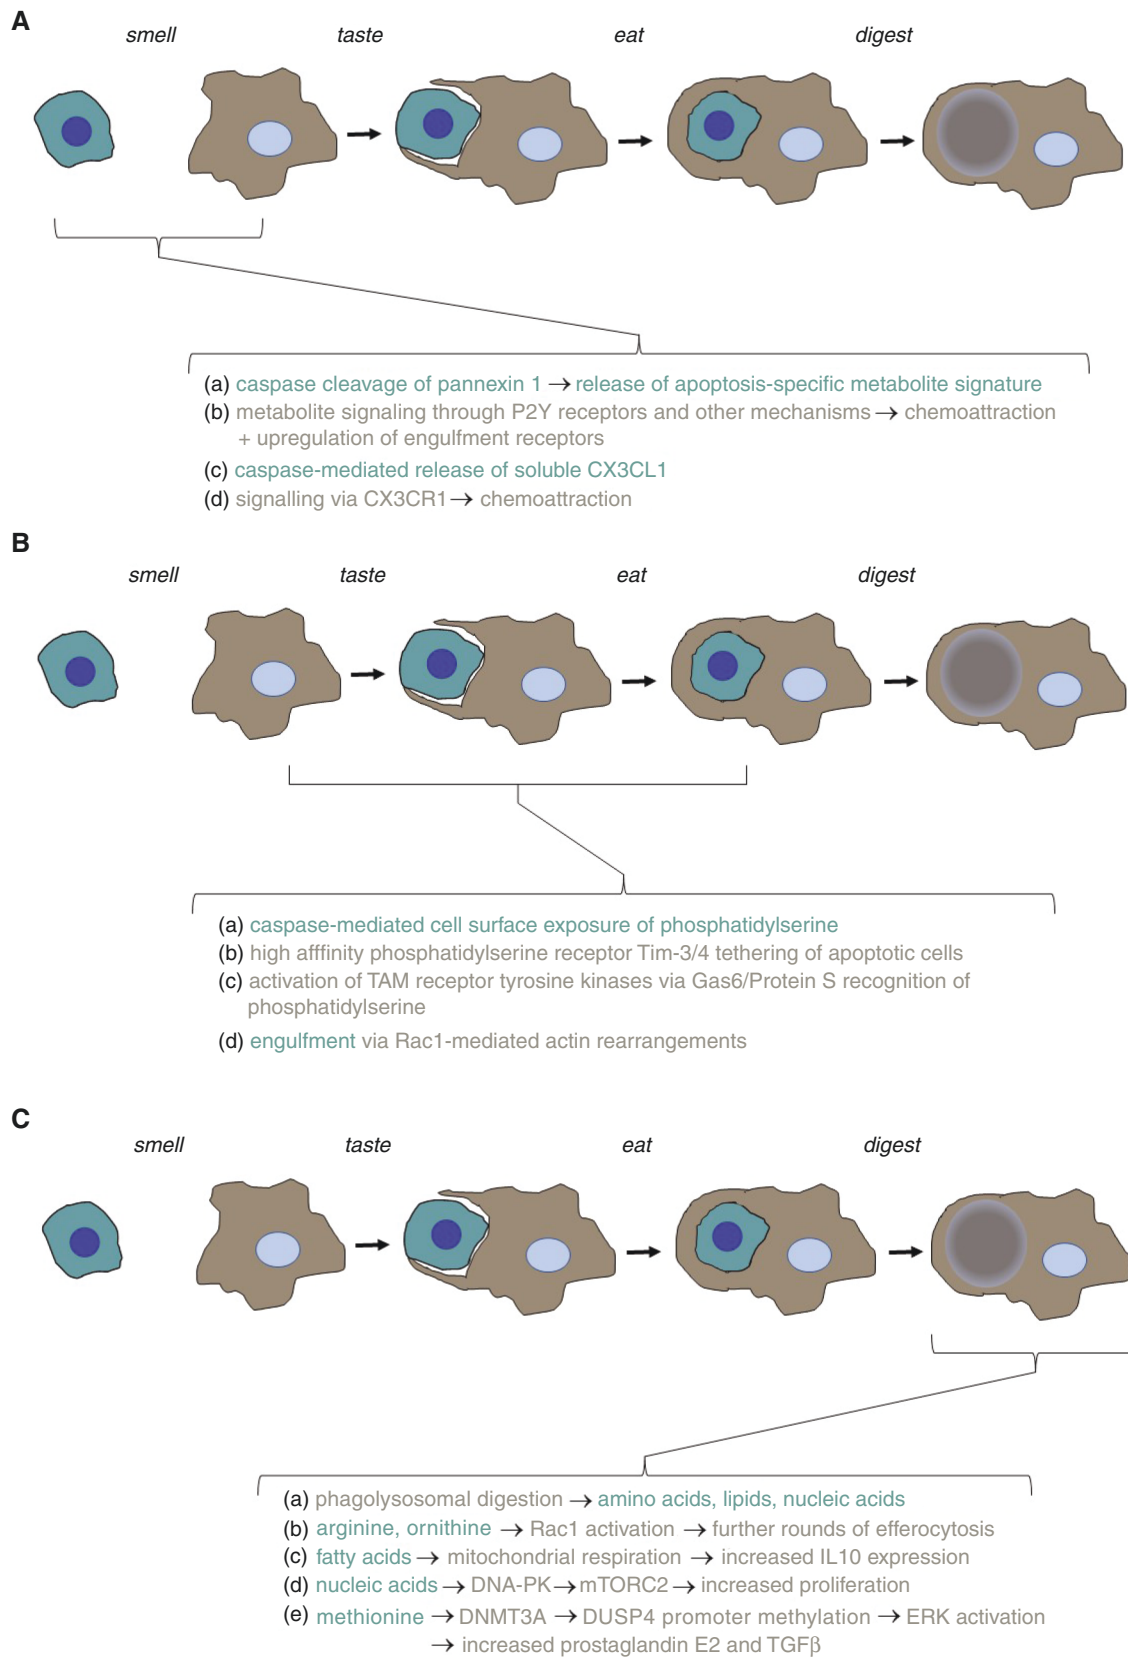 A
smell taste eat digest
(a) caspase cleavage of pannexin 1 → release of apoptosis-specific metabolite signature
(b) metabolite signaling through P2Y receptors and other mechanisms → chemoattraction
+ upregulation of engulfment receptors
(c) caspase-mediated release of soluble CX3CL1
(d) signalling via CX3CR1 → chemoattraction
B
smell taste eat digest
(a) caspase-mediated cell surface exposure of phosphatidylserine
(b) high afffinity phosphatidylserine receptor Tim-3/4 tethering of apoptotic cells
(c) activation of TAM receptor tyrosine kinases via Gas6/Protein S recognition of
phosphatidylserine
(d) engulfment via Rac1-mediated actin rearrangements
C
smell taste eat digest
(a) phagolysosomal digestion → amino acids, lipids, nucleic acids
(b) arginine, ornithine → Rac1 activation → further rounds of efferocytosis
(c) fatty acids → mitochondrial respiration → increased IL10 expression
(d) nucleic acids → DNA-PK → mTORC2 → increased proliferation
(e) methionine → DNMT3A → DUSP4 promoter methylation → ERK activation
→ increased prostaglandin E2 and TGFβ